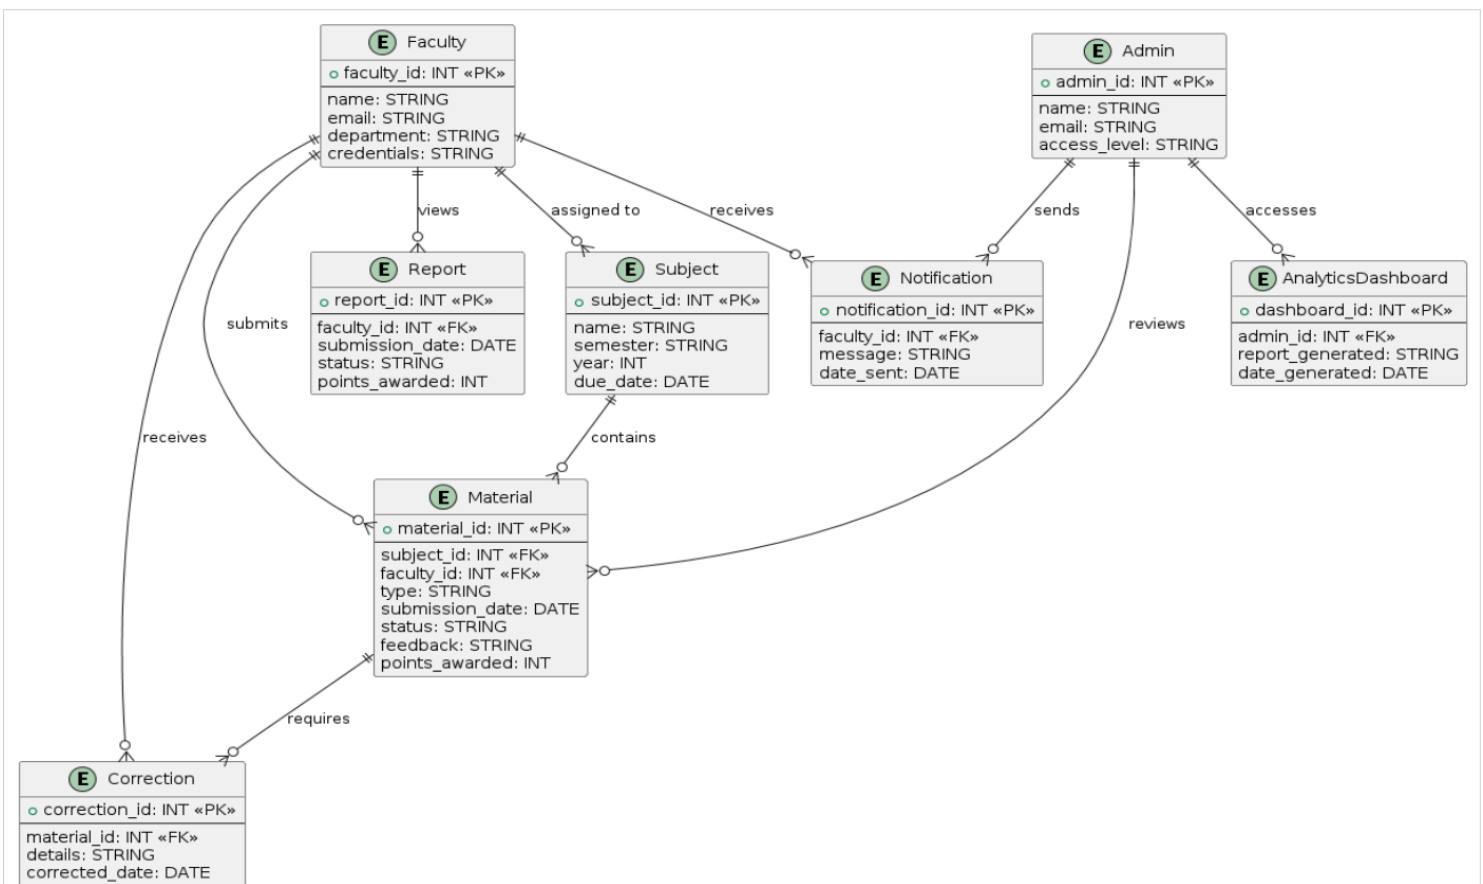 E Faculty
faculty_id: INT «PK»
name: STRING
email: STRING
department: STRING
credentials: STRING
E Admin
admin_id: INT «PK»
name: STRING
email: STRING
access_level: STRING
views
assigned to
receives
sends
accesses
E Report
report_id: INT «PK»
faculty_id: INT «FK»
submission_date: DATE
status: STRING
points_awarded: INT
E Subject
subject_id: INT «PK»
name: STRING
semester: STRING
year: INT
due_date: DATE
E Notification
notification_id: INT «PK»
faculty_id: INT «FK»
message: STRING
date_sent: DATE
E AnalyticsDashboard
dashboard_id: INT «PK»
admin_id: INT «FK»
report_generated: STRING
date_generated: DATE
submits
reviews
receives
contains
E Material
material_id: INT «PK»
subject_id: INT «FK»
faculty_id: INT «FK»
type: STRING
submission_date: DATE
status: STRING
feedback: STRING
points_awarded: INT
requires
E Correction
correction_id: INT «PK»
material_id: INT «FK»
details: STRING
corrected_date: DATE